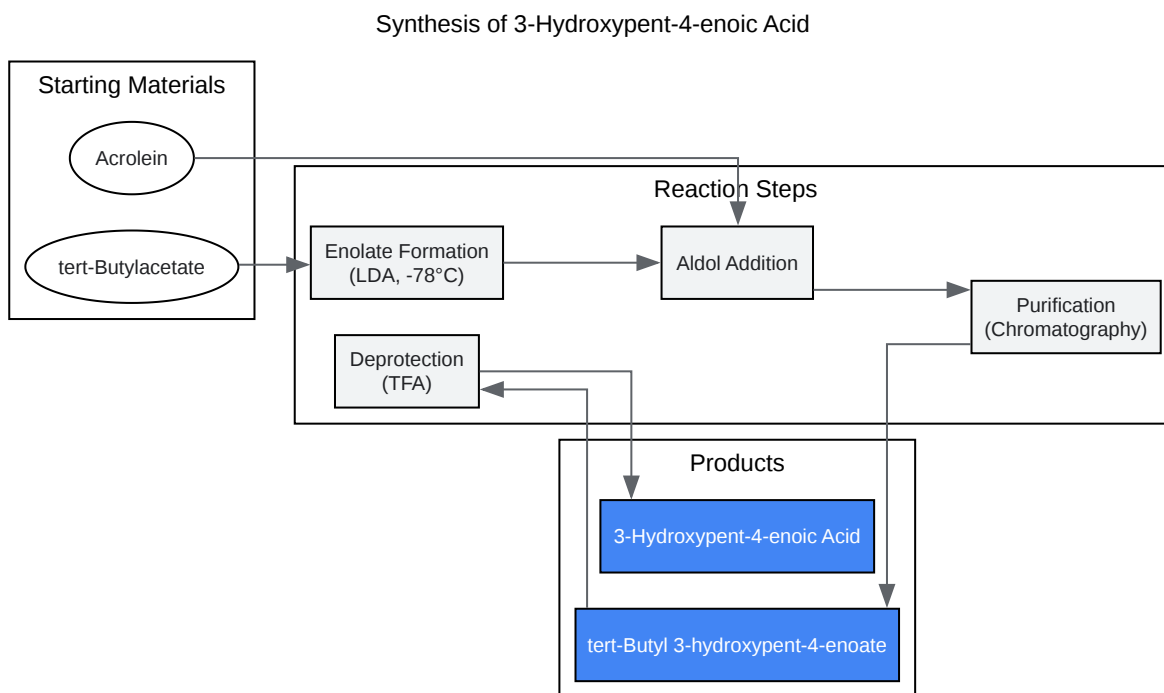 Synthesis of 3-Hydroxypent-4-enoic Acid
Starting Materials
Acrolein
tert-Butylacetate
Reaction Steps
Enolate Formation
(LDA, -78°C)
Aldol Addition
Purification
(Chromatography)
Deprotection
(TFA)
Products
3-Hydroxypent-4-enoic Acid
tert-Butyl 3-hydroxypent-4-enoate